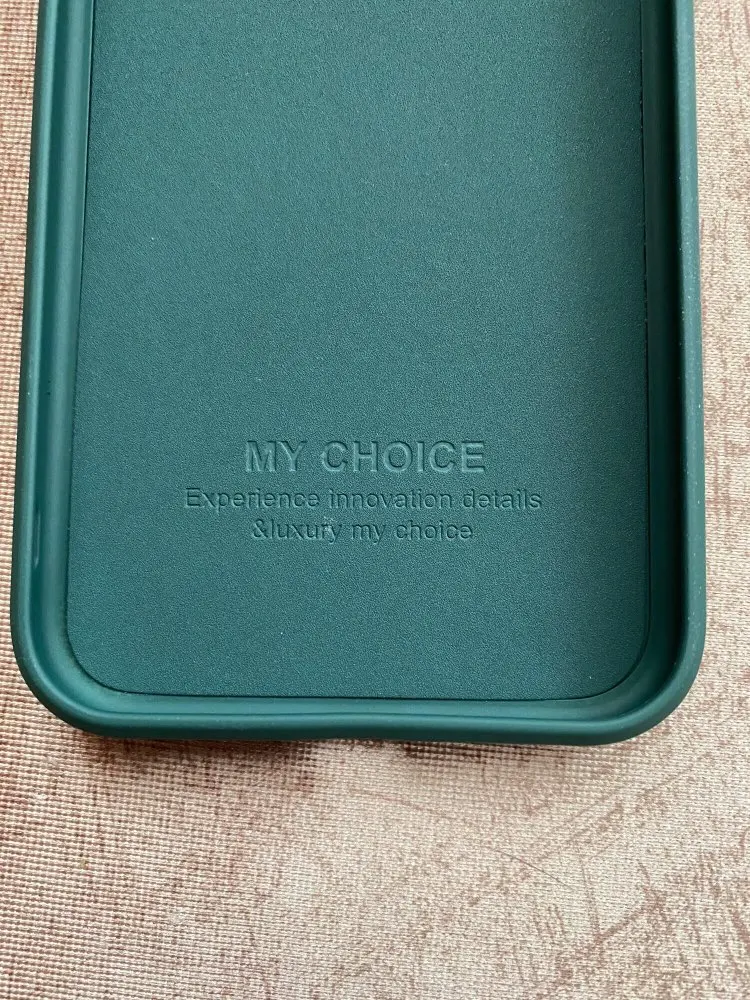 MY CHOICE
Experience innovation details
&luxury my choice